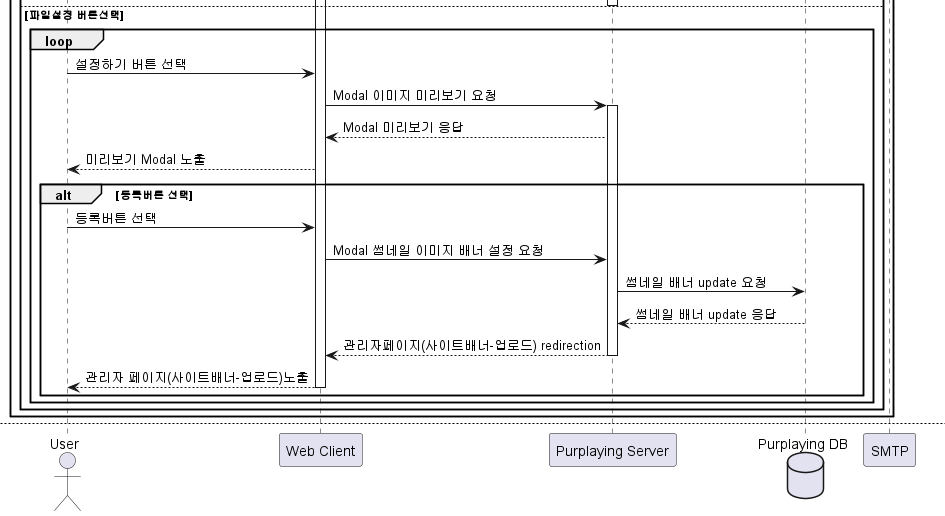 [파일설정 버튼선택]
loop
설정하기 버튼 선택
Modal 이미지 미리보기 요청
Modal 미리보기 응답
미리보기 Modal 노출
alt [등록버튼 선택]
등록버튼 선택
Modal 썸네일 이미지 배너 설정 요청
썸네일 배너 update 요청
썸네일 배너 update 응답
관리자페이지(사이트배너-업로드) redirection
관리자 페이지(사이트배너-업로드)노출
User
Web Client
Purplaying Server
Purplaying DB
SMTP